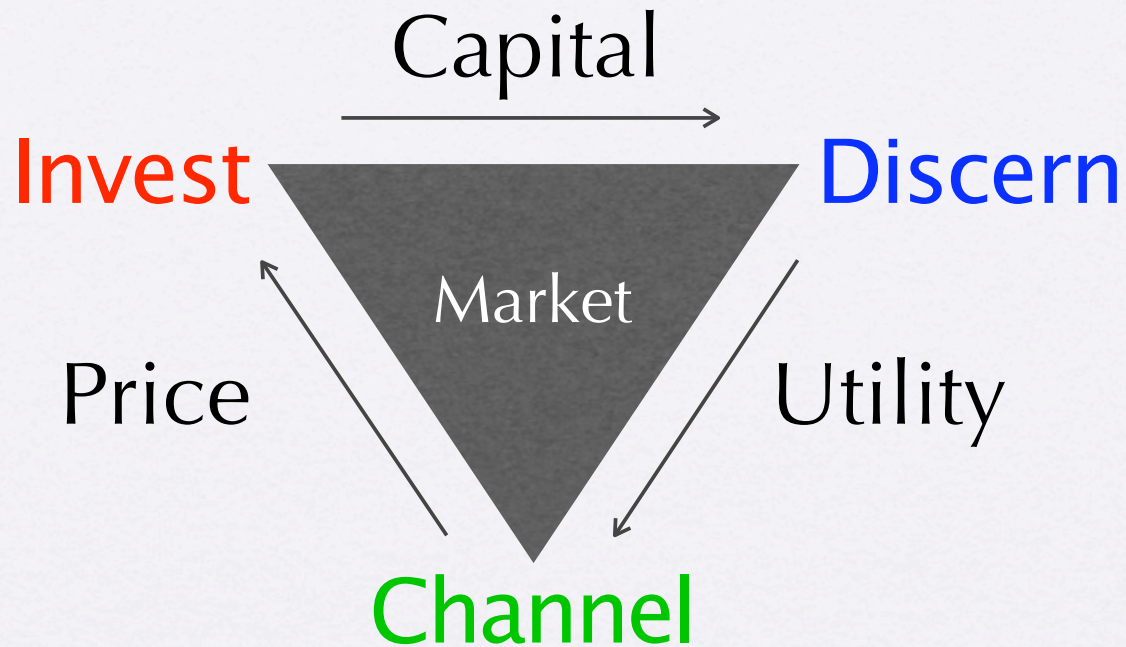 Capital
Invest
Discern
Market
Price
Utility
Channel